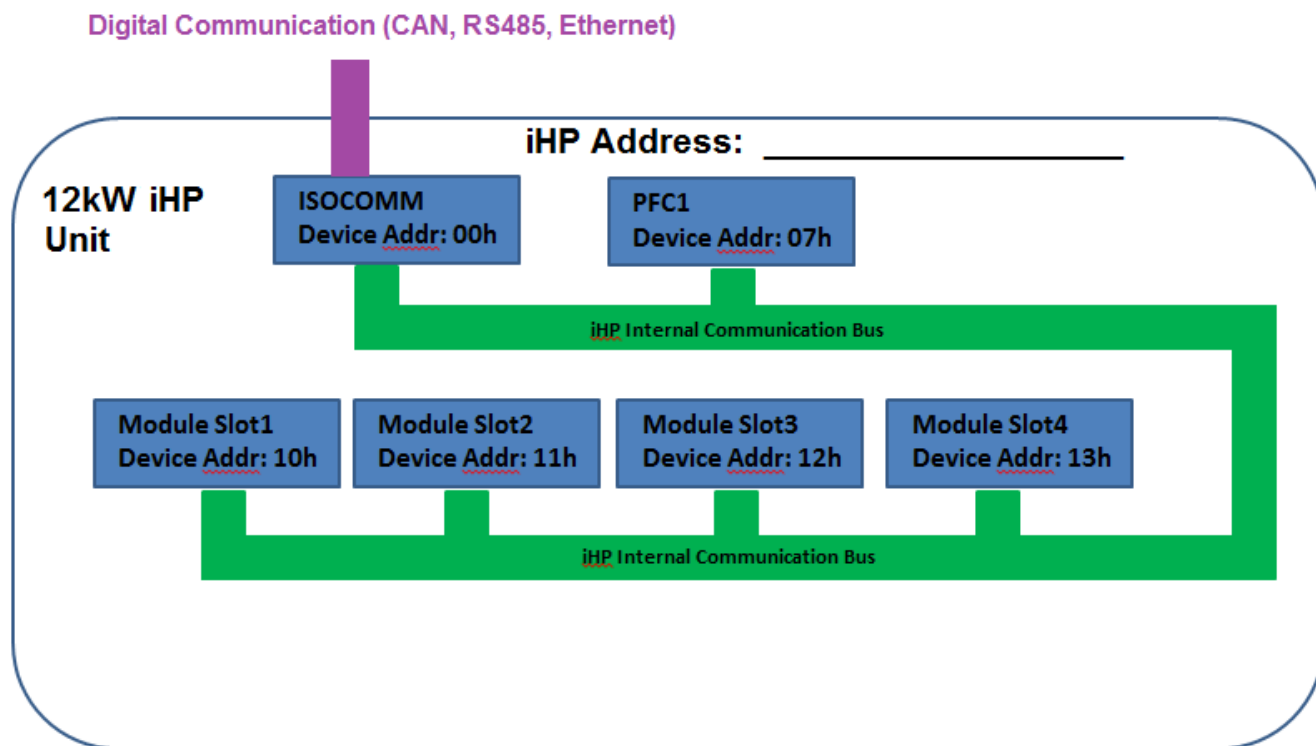 Digital Communication (CAN, RS485, Ethernet)
iHP Address: ___________________
12kW iHP
Unit
ISOCOMM
Device Addr: 00h
PFC1
Device Addr: 07h
iHP Internal Communication Bus
Module Slot1
Device Addr: 10h
Module Slot2
Device Addr: 11h
Module Slot3
Device Addr: 12h
Module Slot4
Device Addr: 13h
iHP Internal Communication Bus